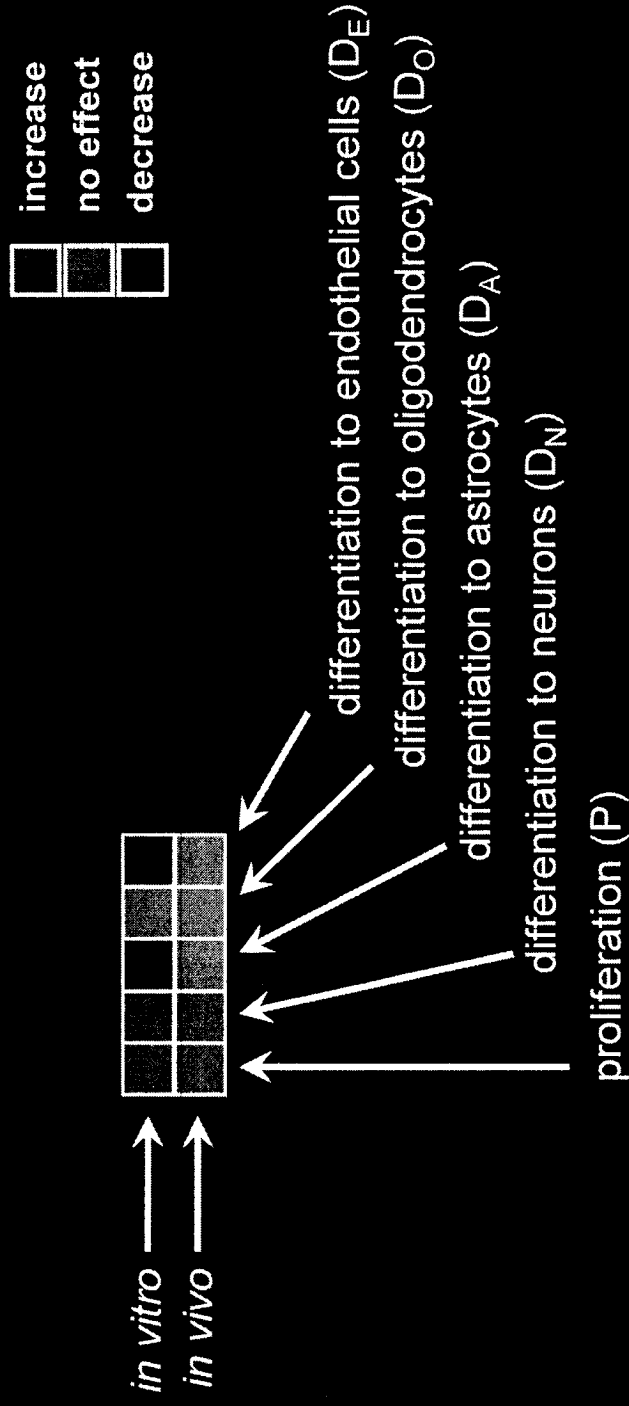 increase
no effect
decrease
in vitro
in vivo
differentiation to endothelial cells (D_E)
differentiation to oligodendrocytes (D_O)
differentiation to astrocytes (D_A)
differentiation to neurons (D_N)
proliferation (P)